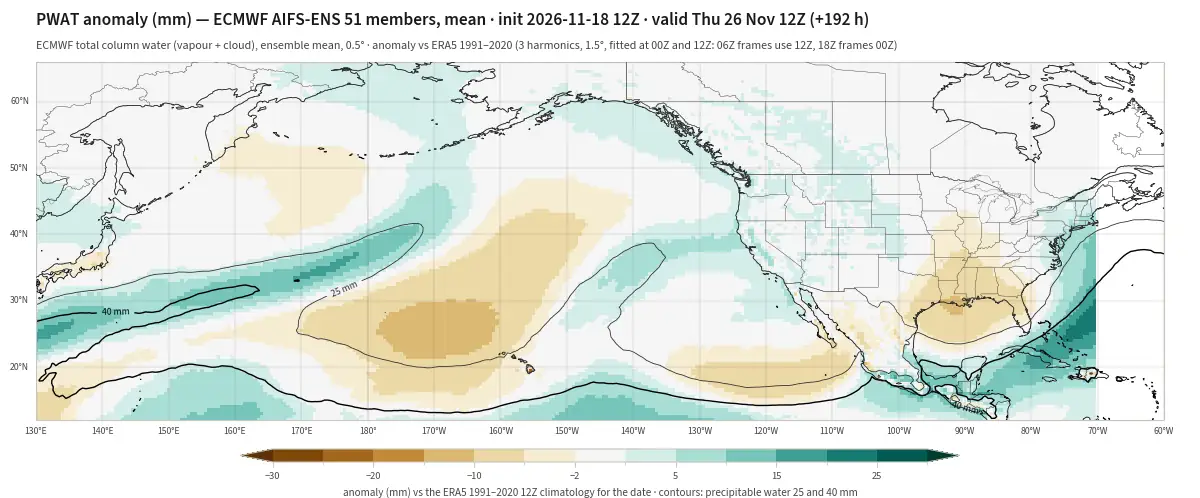 PWAT anomaly (mm) — ECMWF AIFS-ENS 51 members, mean · init 2026-11-18 12Z · valid Thu 26 Nov 12Z (+192 h)
ECMWF total column water (vapour + cloud), ensemble mean, 0.5° · anomaly vs ERA5 1991–2020 (3 harmonics, 1.5°, fitted at 00Z and 12Z: 06Z frames use 12Z, 18Z frames 00Z)
60°N
50°N
40°N
30°N
20°N
25 mm
40 mm
40 mm
130°E 140°E 150°E 160°E 170°E 180° 170°W 160°W 150°W 140°W 130°W 120°W 110°W 100°W 90°W 80°W 70°W 60°W
−30 −20 −10 −2 5 15 25
anomaly (mm) vs the ERA5 1991–2020 12Z climatology for the date · contours: precipitable water 25 and 40 mm